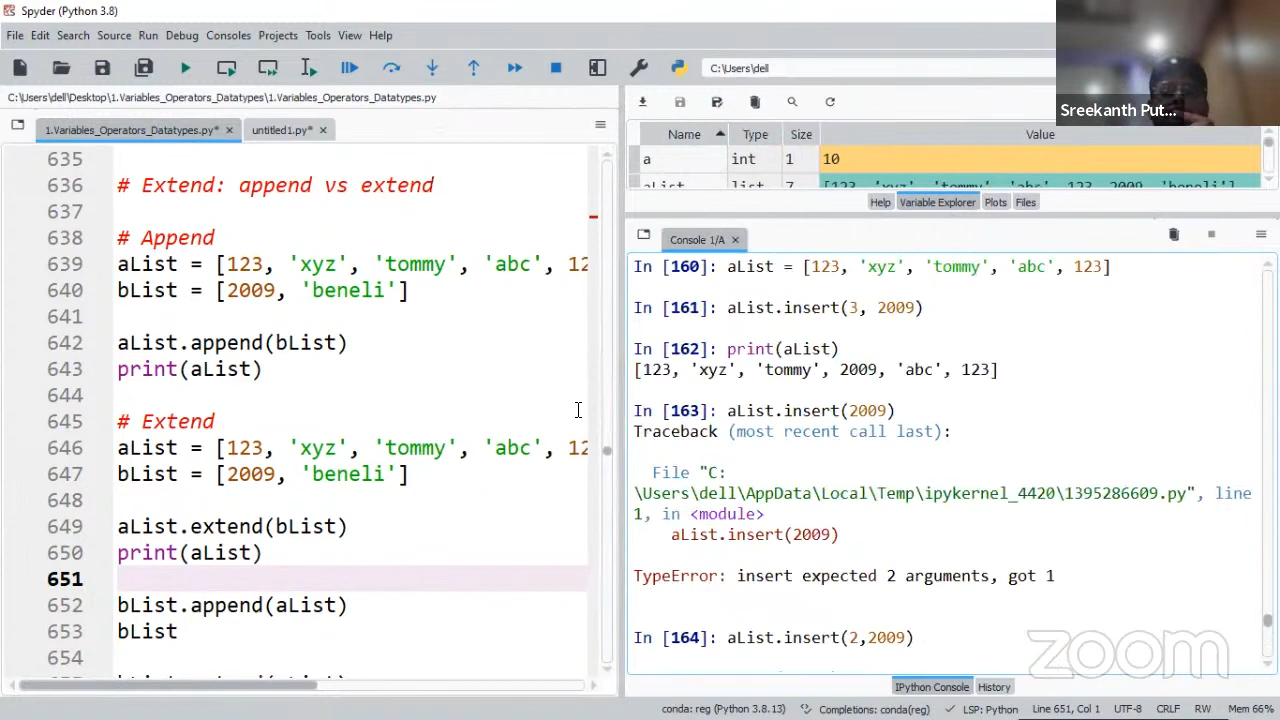 Spyder (Python 3.8)
File Edit Search Source Run Debug Consoles Projects Tools View Help
C:\Users\dell
C:\Users\dell\Desktop\1.Variables_Operators_Datatypes\1.Variables_Operators_Datatypes.py
1.Variables_Operators_Datatypes.py*
untitled1.py*
635
636 # Extend: append vs extend
637
638 # Append
639 aList = [123, 'xyz', 'tommy', 'abc', 12
640 bList = [2009, 'beneli']
641
642 aList.append(bList)
643 print(aList)
644
645 # Extend
646 aList = [123, 'xyz', 'tommy', 'abc', 12
647 bList = [2009, 'beneli']
648
649 aList.extend(bList)
650 print(aList)
651
652 bList.append(aList)
653 bList
654
Sreekanth Put...
Name Type Size Value
a int 1 10
aList list 7 [123, 'xyz', 'tommy', 'abc', 123, 2009, 'beneli']
Help Variable Explorer Plots Files
Console 1/A
In [160]: aList = [123, 'xyz', 'tommy', 'abc', 123]
In [161]: aList.insert(3, 2009)
In [162]: print(aList)
[123, 'xyz', 'tommy', 2009, 'abc', 123]
In [163]: aList.insert(2009)
Traceback (most recent call last):
File "C:
\Users\dell\AppData\Local\Temp\ipykernel_4420\1395286609.py", line
1, in <module>
aList.insert(2009)
TypeError: insert expected 2 arguments, got 1
In [164]: aList.insert(2,2009)
zoom
IPython Console History
conda: reg (Python 3.8.13) Completions: conda(reg) LSP: Python Line 651, Col 1 UTF-8 CRLF RW Mem 66%